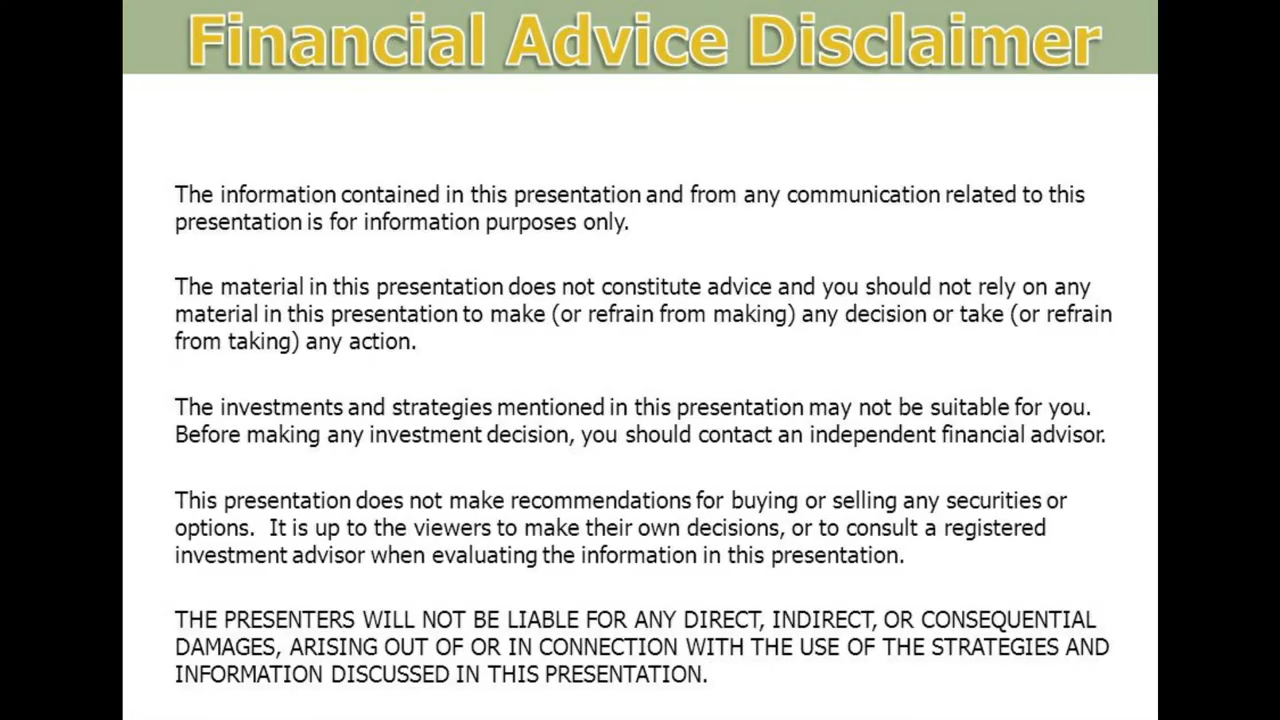 Financial Advice Disclaimer
The information contained in this presentation and from any communication related to this
presentation is for information purposes only.
The material in this presentation does not constitute advice and you should not rely on any
material in this presentation to make (or refrain from making) any decision or take (or refrain
from taking) any action.
The investments and strategies mentioned in this presentation may not be suitable for you.
Before making any investment decision, you should contact an independent financial advisor.
This presentation does not make recommendations for buying or selling any securities or
options.  It is up to the viewers to make their own decisions, or to consult a registered
investment advisor when evaluating the information in this presentation.
THE PRESENTERS WILL NOT BE LIABLE FOR ANY DIRECT, INDIRECT, OR CONSEQUENTIAL
DAMAGES, ARISING OUT OF OR IN CONNECTION WITH THE USE OF THE STRATEGIES AND
INFORMATION DISCUSSED IN THIS PRESENTATION.